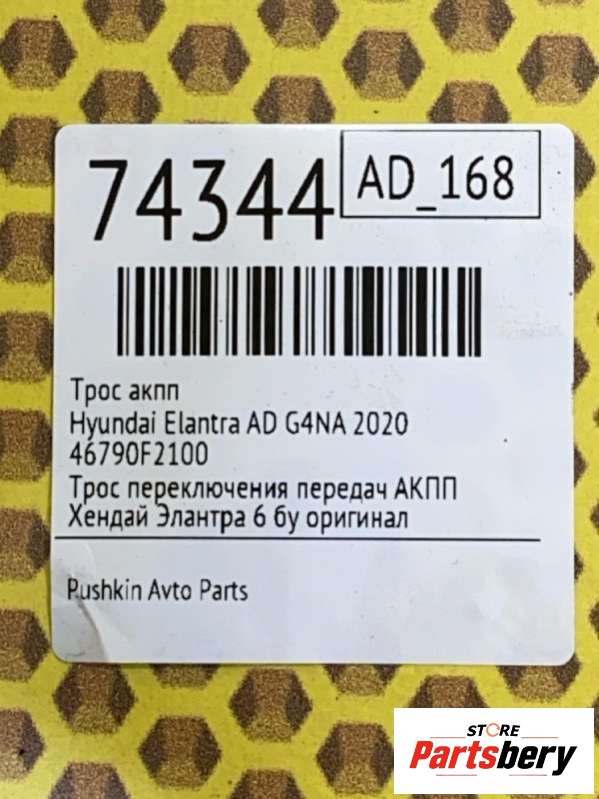 74344
AD_168
Трос акпп
Hyundai Elantra AD G4NA 2020
46790F2100
Трос переключения передач АКПП
Хендай Элантра 6 бу оригинал
Pushkin Avto Parts
STORE
Partsbery